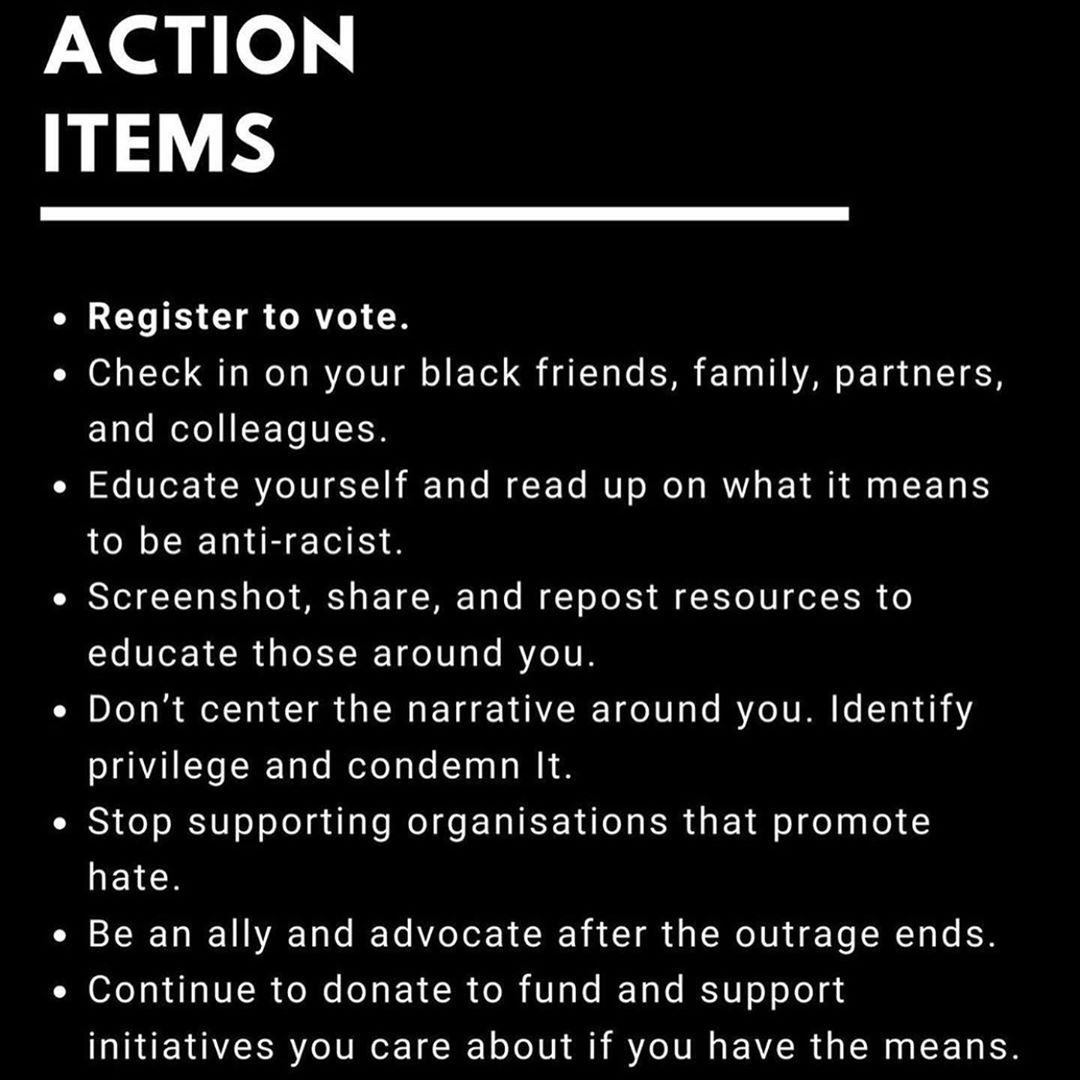 ACTION
ITEMS
• Register to vote.
• Check in on your black friends, family, partners,
and colleagues.
• Educate yourself and read up on what it means
to be anti-racist.
• Screenshot, share, and repost resources to
educate those around you.
• Don’t center the narrative around you. Identify
privilege and condemn It.
• Stop supporting organisations that promote
hate.
• Be an ally and advocate after the outrage ends.
• Continue to donate to fund and support
initiatives you care about if you have the means.